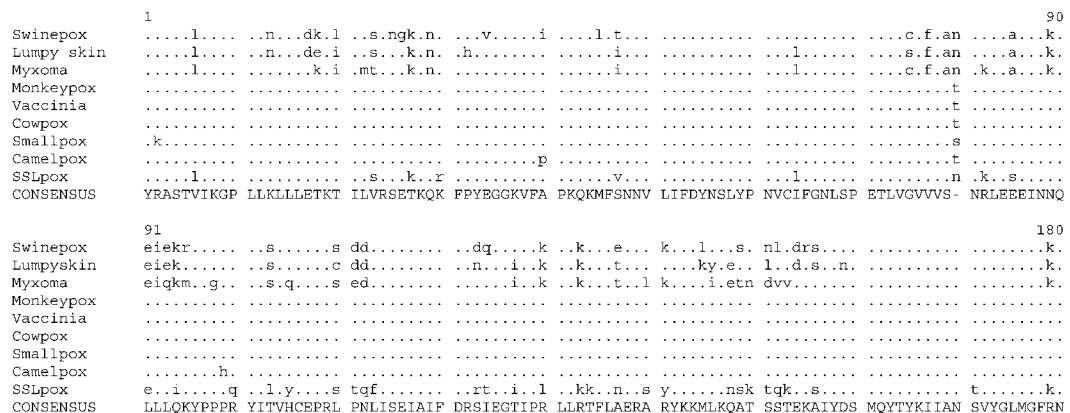 1 90
Swinepox .....l.... ...n...dk.l ..s.ngk.n. ...v.....i ....l.t... .......... .......... .....c.f.an ....a...k.
Lumpy skin .....l.... ...n...de.i ..s...k.n. .h........ ......i... .......... ...l...... .....s.f.an ....a...k.
Myxoma .....l.... .......k.i .mt...k.n. .......... ......i... .......... ...l...... .....c.f.an .k..a...k.
Monkeypox .......... .......... .......... .......... .......... .......... .......... .........t ..........
Vaccinia .......... .......... .......... .......... .......... .......... .......... .........t ..........
Cowpox .......... .......... .......... .......... .......... .......... .......... .........t ..........
Smallpox .k........ .......... .......... .......... .......... .......... .......... .........s ..........
Camelpox .......... .......... .......... .........p .......... .......... .......... .........t ..........
SSLpox .....l.... .......... ..s...k..r .......... ......v... .......... ...l...... .........n .k..s.....
CONSENSUS YRASTVIKGP LLKLLLETKT ILVRSETKQK FPYEGGKVFA PKQKMFSNNV LIFDYNSLYP NVCIFGNLSP ETLVGVVVS- NRLEEEINNQ
91 180
Swinepox eiekr..... ...s.....s dd........ ..dq.....k ..k...e... k...l...s. nl.drs.... .......... ........k.
Lumpyskin eiek...... ...s.....c dd........ ..n...i..k ..k...t... ...ky.e .. l..d.s..n. .......... ........k.
Myxoma eiqkm..g.. ...s.q...s ed........ ......i..k ..k...t..l k....i.etn dvv....... .......... ........k.
Monkeypox .......... .......... .......... .......... .......... .......... .......... .......... ..........
Vaccinia .......... .......... .......... .......... .......... .......... .......... .......... ..........
Cowpox .......... .......... .......... .......... .......... .......... .......... .......... ..........
Smallpox .......... .......... .......... .......... .......... .......... .......... .......... ..........
Camelpox .......h. .......... .......... .......... .......... .......... .......... .......... ..........
SSLpox e..i.....q ...l.y...s tqf....... ..rt..i..l ..kk..n..s y.....nsk tqk..s.... .......... .t......k.
CONSENSUS LLLQKYPPPR YITVHCEPRL PNLISEIAIF DRSIEGTIPR LLRTFLAERA RYKKMLKQAT SSTEKAIYDS MQYTYKIIAN SVYGLMGPRN